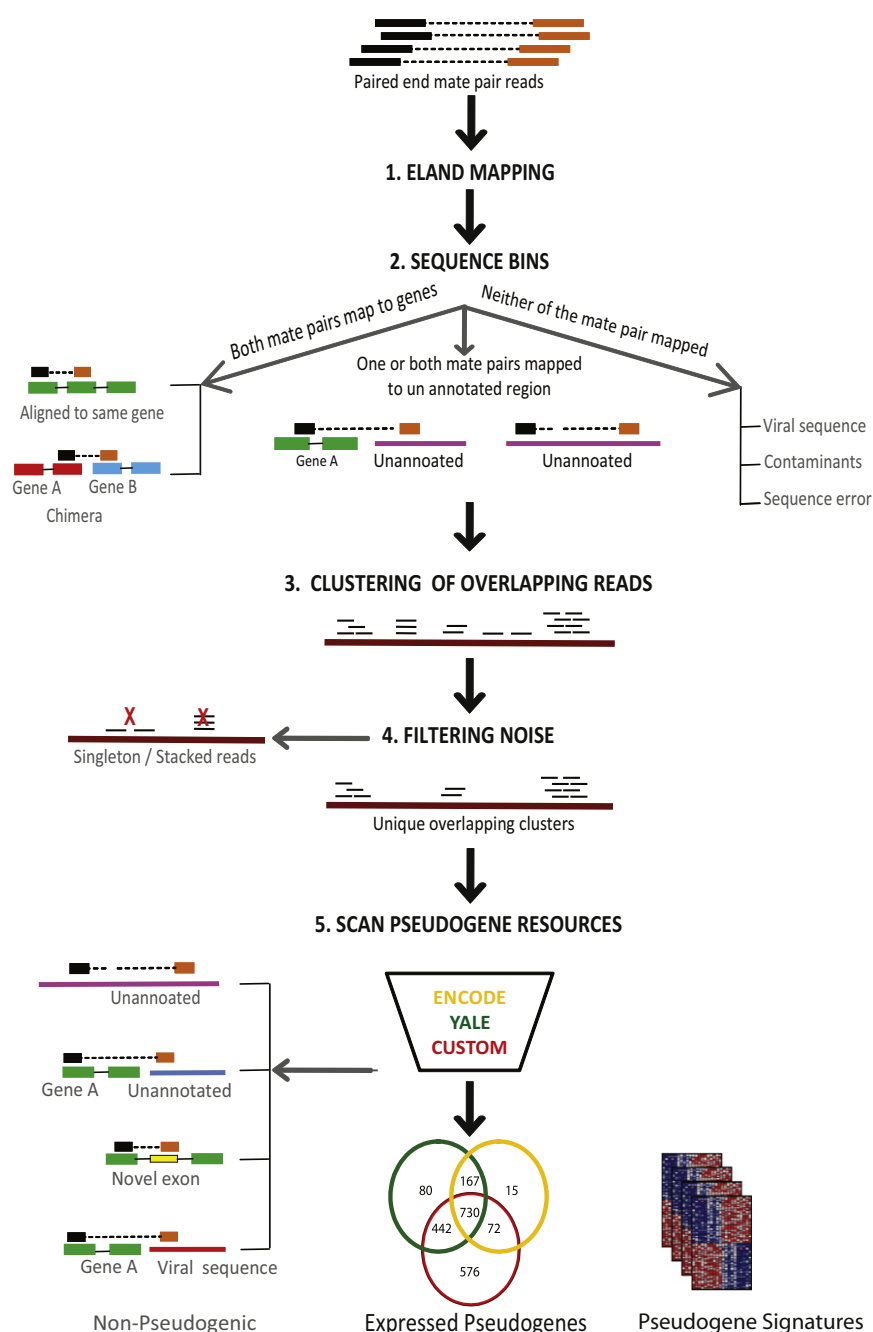 Paired end mate pair reads
1. ELAND MAPPING
2. SEQUENCE BINS
Both mate pairs map to genes
Neither of the mate pair mapped
One or both mate pairs mapped
to un annotated region
Aligned to same gene
Gene A
Gene B
Chimera
Gene A
Unannoated
Unannoated
Viral sequence
Contaminants
Sequence error
3. CLUSTERING OF OVERLAPPING READS
X
X
4. FILTERING NOISE
Singleton / Stacked reads
Unique overlapping clusters
5. SCAN PSEUDOGENE RESOURCES
Unannoated
Gene A
Unannotated
Novel exon
Gene A
Viral sequence
Non-Pseudogenic
ENCODE
YALE
CUSTOM
80
167
15
730
442
72
576
Expressed Pseudogenes
Pseudogene Signatures